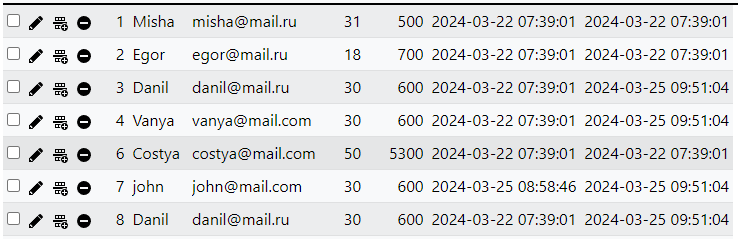 1 Misha misha@mail.ru 31 500 2024-03-22 07:39:01 2024-03-22 07:39:01
2 Egor egor@mail.ru 18 700 2024-03-22 07:39:01 2024-03-22 07:39:01
3 Danil danil@mail.ru 30 600 2024-03-22 07:39:01 2024-03-25 09:51:04
4 Vanya vanya@mail.com 30 600 2024-03-22 07:39:01 2024-03-25 09:51:04
6 Costya costya@mail.com 50 5300 2024-03-22 07:39:01 2024-03-22 07:39:01
7 john john@mail.com 30 600 2024-03-25 08:58:46 2024-03-25 09:51:04
8 Danil danil@mail.ru 30 600 2024-03-22 07:39:01 2024-03-25 09:51:04